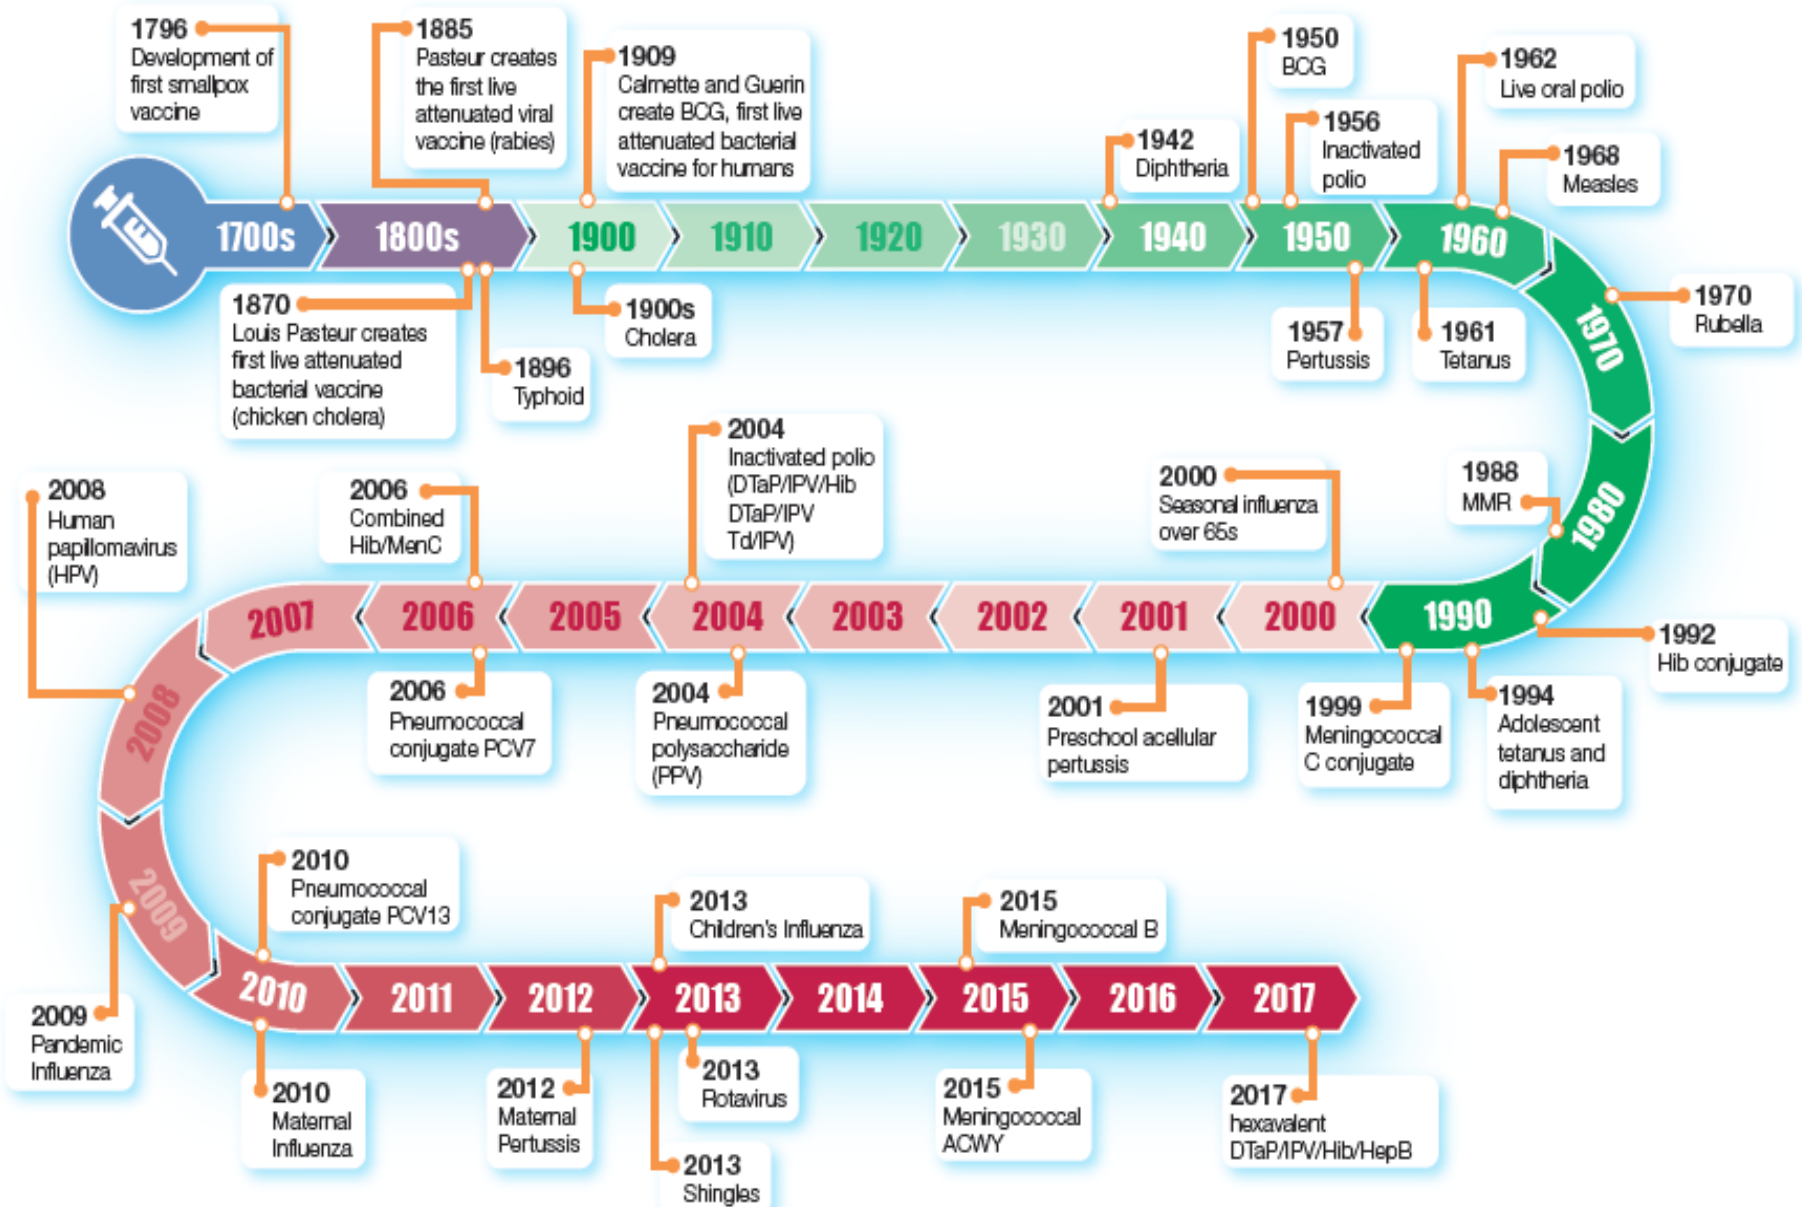 1796
Development of
first smallpox
vaccine
1885
Pasteur creates
the first live
attenuated viral
vaccine (rabies)
1909
Calmette and Guerin
create BCG, first live
attenuated bacterial
vaccine for humans
1942
Diphtheria
1950
BCG
1956
Inactivated
polio
1962
Live oral polio
1968
Measles
1700s
1800s
1900
1910
1920
1930
1940
1950
1960
1870
Louis Pasteur creates
first live attenuated
bacterial vaccine
(chicken cholera)
1896
Typhoid
1900s
Cholera
1957
Pertussis
1961
Tetanus
1970
Rubella
1970
1980
1988
MMR
2008
Human
papillomavirus
(HPV)
2006
Combined
Hib/MenC
2004
Inactivated polio
(DTaP/IPV/Hib
DTaP/IPV
Td/IPV)
2000
Seasonal influenza
over 65s
1990
2000
2001
2002
2003
2004
2005
2006
2007
2008
2009
1992
Hib conjugate
1994
Adolescent
tetanus and
diphtheria
1999
Meningococcal
C conjugate
2001
Preschool acellular
pertussis
2004
Pneumococcal
polysaccharide
(PPV)
2006
Pneumococcal
conjugate PCV7
2010
Pneumococcal
conjugate PCV13
2013
Children's Influenza
2015
Meningococcal B
2010
2011
2012
2013
2014
2015
2016
2017
2009
Pandemic
Influenza
2010
Maternal
Influenza
2012
Maternal
Pertussis
2013
Rotavirus
2013
Shingles
2015
Meningococcal
ACWY
2017
hexavalent
DTaP/IPV/Hib/HepB